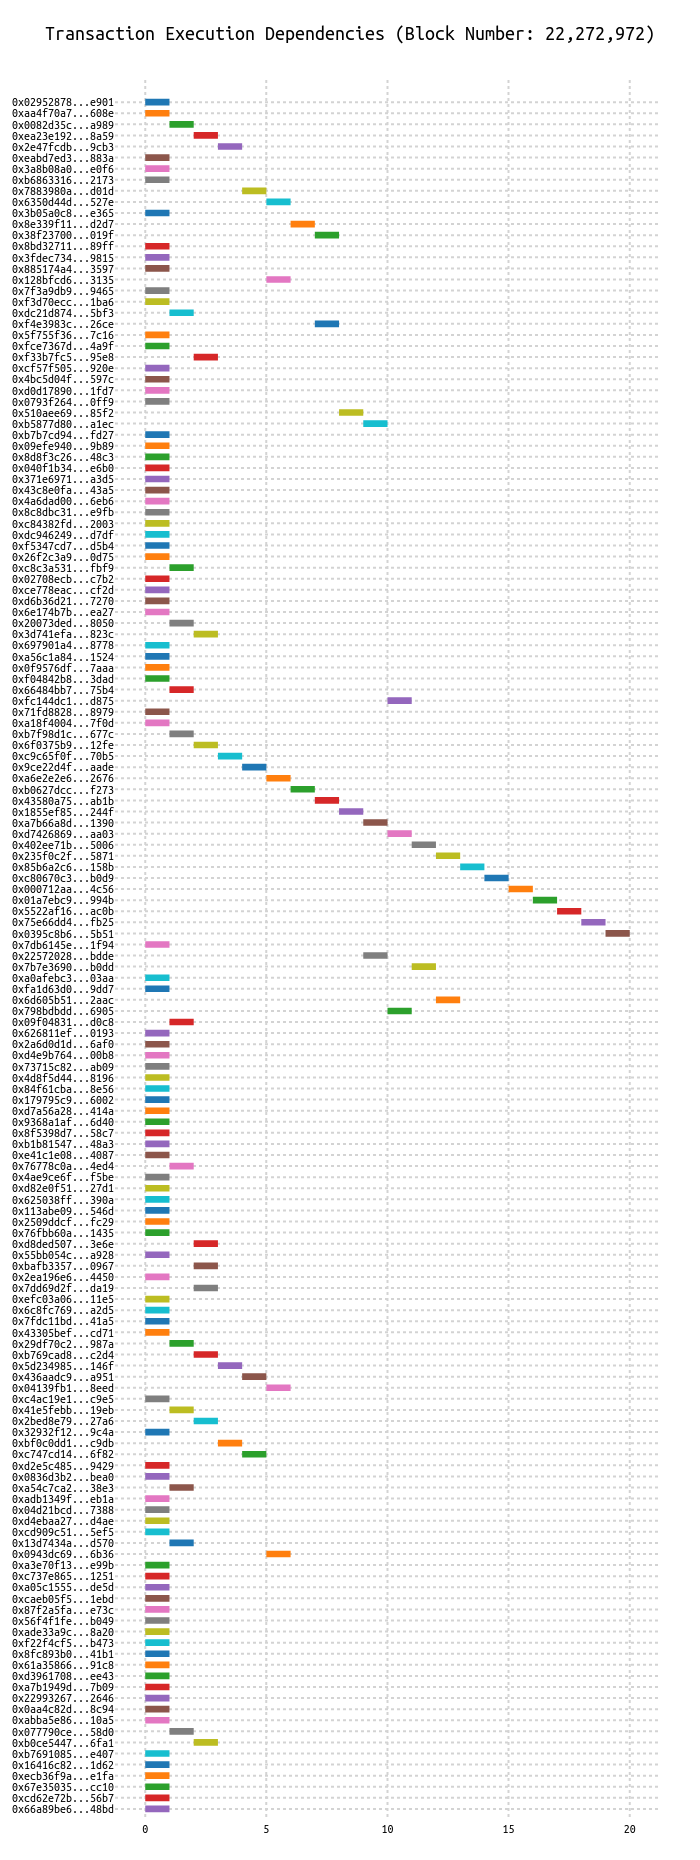 Transaction Execution Dependencies (Block Number: 22,272,972)
0x02952878...e901
0xaa4f70a7...608e
0x0082d35c...a989
0xea23e192...8a59
0x2e47fcdb...9cb3
0xeabd7ed3...883a
0x3a8b08a0...e0f6
0xb6863316...2173
0x7883980a...d01d
0x6350d44d...527e
0x3b05a0c8...e365
0x8e339f11...d2d7
0x38f23700...019f
0x8bd32711...89ff
0x3fdec734...9815
0x885174a4...3597
0x128bfcd6...3135
0x7f3a9db9...9465
0xf3d70ecc...1ba6
0xdc21d874...5bf3
0xf4e3983c...26ce
0x5f755f36...7c16
0xfce7367d...4a9f
0xf33b7fc5...95e8
0xcf57f505...920e
0x4bc5d04f...597c
0xd0d17890...1fd7
0x0793f264...0ff9
0x510aee69...85f2
0xb5877d80...a1ec
0xb7b7cd94...fd27
0x09efe940...9b89
0x8d8f3c26...48c3
0x040f1b34...e6b0
0x371e6971...a3d5
0x43c8e0fa...43a5
0x4a6dad00...6eb6
0x8c8dbc31...e9fb
0xc84382fd...2003
0xdc946249...d7df
0xf5347cd7...d5b4
0x26f2c3a9...0d75
0xc8c3a531...fbf9
0x02708ecb...c7b2
0xce778eac...cf2d
0xd6b36d21...7270
0x6e174b7b...ea27
0x20073ded...8050
0x3d741efa...823c
0x697901a4...8778
0xa56c1a84...1524
0x0f9576df...7aaa
0xf04842b8...3dad
0x66484bb7...75b4
0xfc144dc1...d875
0x71fd8828...8979
0xa18f4004...7f0d
0xb7f98d1c...677c
0x6f0375b9...12fe
0xc9c65f0f...70b5
0x9ce22d4f...aade
0xa6e2e2e6...2676
0xb0627dcc...f273
0x43580a75...ab1b
0x1855ef85...244f
0xa7b66a8d...1390
0xd7426869...aa03
0x402ee71b...5006
0x235f0c2f...5871
0x85b6a2c6...158b
0xc80670c3...b0d9
0x000712aa...4c56
0x01a7ebc9...994b
0x5522af16...ac0b
0x75e66dd4...fb25
0x0395c8b6...5b51
0x7db6145e...1f94
0x22572028...bdde
0x7b7e3690...b0dd
0xa0afebc3...03aa
0xfa1d63d0...9dd7
0x6d605b51...2aac
0x798bdbdd...6905
0x09f04831...d0c8
0x626811ef...0193
0x2a6d0d1d...6af0
0xd4e9b764...00b8
0x73715c82...ab09
0x4d8f5d44...8196
0x84f61cba...8e56
0x179795c9...6002
0xd7a56a28...414a
0x9368a1af...6d40
0x8f5398d7...58c7
0xb1b81547...48a3
0xe41c1e08...4087
0x76778c0a...4ed4
0x4ae9ce6f...f5be
0xd82e0f51...27d1
0x625038ff...390a
0x113abe09...546d
0x2509ddcf...fc29
0x76fbb60a...1435
0xd8ded507...3e6e
0x55bb054c...a928
0xbafb3357...0967
0x2ea196e6...4450
0x7dd69d2f...da19
0xefc03a06...11e5
0x6c8fc769...a2d5
0x7fdc11bd...41a5
0x43305bef...cd71
0x29df70c2...987a
0xb769cad8...c2d4
0x5d234985...146f
0x436aadc9...a951
0x04139fb1...8eed
0xc4ac19e1...c9e5
0x41e5febb...19eb
0x2bed8e79...27a6
0x32932f12...9c4a
0xbf0c0dd1...c9db
0xc747cd14...6f82
0xd2e5c485...9429
0x0836d3b2...bea0
0xa54c7ca2...38e3
0xadb1349f...eb1a
0x04d21bcd...7388
0xd4ebaa27...d4ae
0xcd909c51...5ef5
0x13d7434a...d570
0x0943dc69...6b36
0xa3e70f13...e99b
0xc737e865...1251
0xa05c1555...de5d
0xcaeb05f5...1ebd
0x87f2a5fa...e73c
0x56f4f1fe...b049
0xade33a9c...8a20
0xf22f4cf5...b473
0x8fc893b0...41b1
0x61a35866...91c8
0xd3961708...ee43
0xa7b1949d...7b09
0x22993267...2646
0x0aa4c82d...8c94
0xabba5e86...10a5
0x077790ce...58d0
0xb0ce5447...6fa1
0xb7691085...e407
0x16416c82...1d62
0xecb36f9a...e1fa
0x67e35035...cc10
0xcd62e72b...56b7
0x66a89be6...48bd
0 5 10 15 20